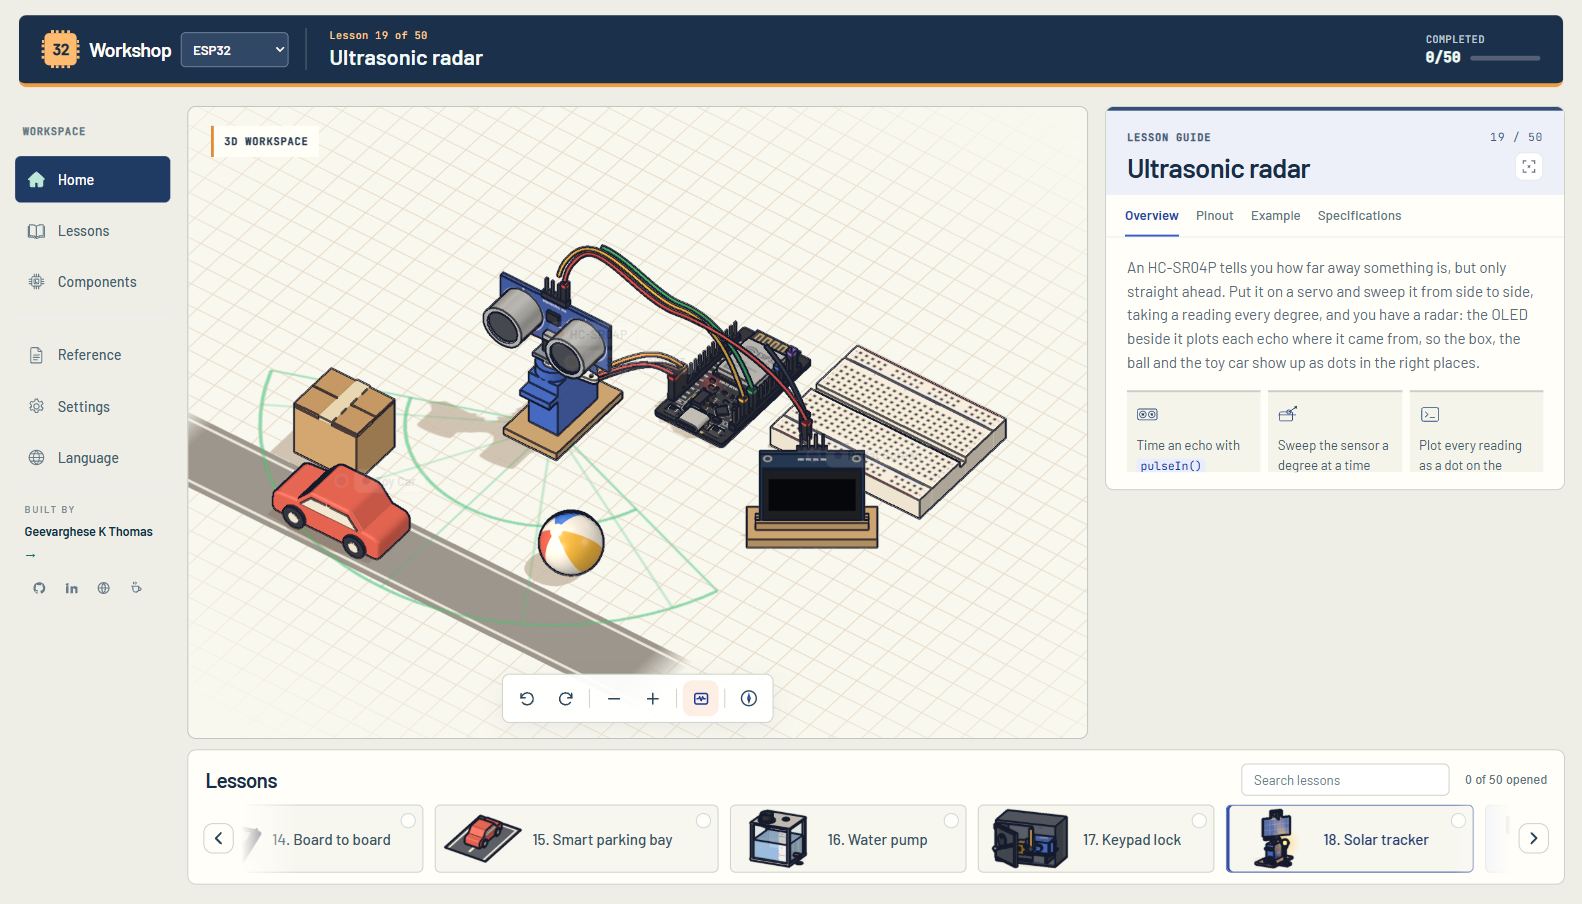 32
Workshop
ESP32
Lesson 19 of 50
Ultrasonic radar
COMPLETED
0/50
WORKSPACE
Home
Lessons
Components
Reference
Settings
Language
BUILT BY
Geevarghese K Thomas
→
3D WORKSPACE
LESSON GUIDE
19 / 50
Ultrasonic radar
Overview
Pinout
Example
Specifications
An HC-SR04P tells you how far away something is, but only
straight ahead. Put it on a servo and sweep it from side to side,
taking a reading every degree, and you have a radar: the OLED
beside it plots each echo where it came from, so the box, the
ball and the toy car show up as dots in the right places.
Time an echo with
pulseIn()
Sweep the sensor a
degree at a time
Plot every reading
as a dot on the
Lessons
Search lessons
0 of 50 opened
14. Board to board
15. Smart parking bay
16. Water pump
17. Keypad lock
18. Solar tracker